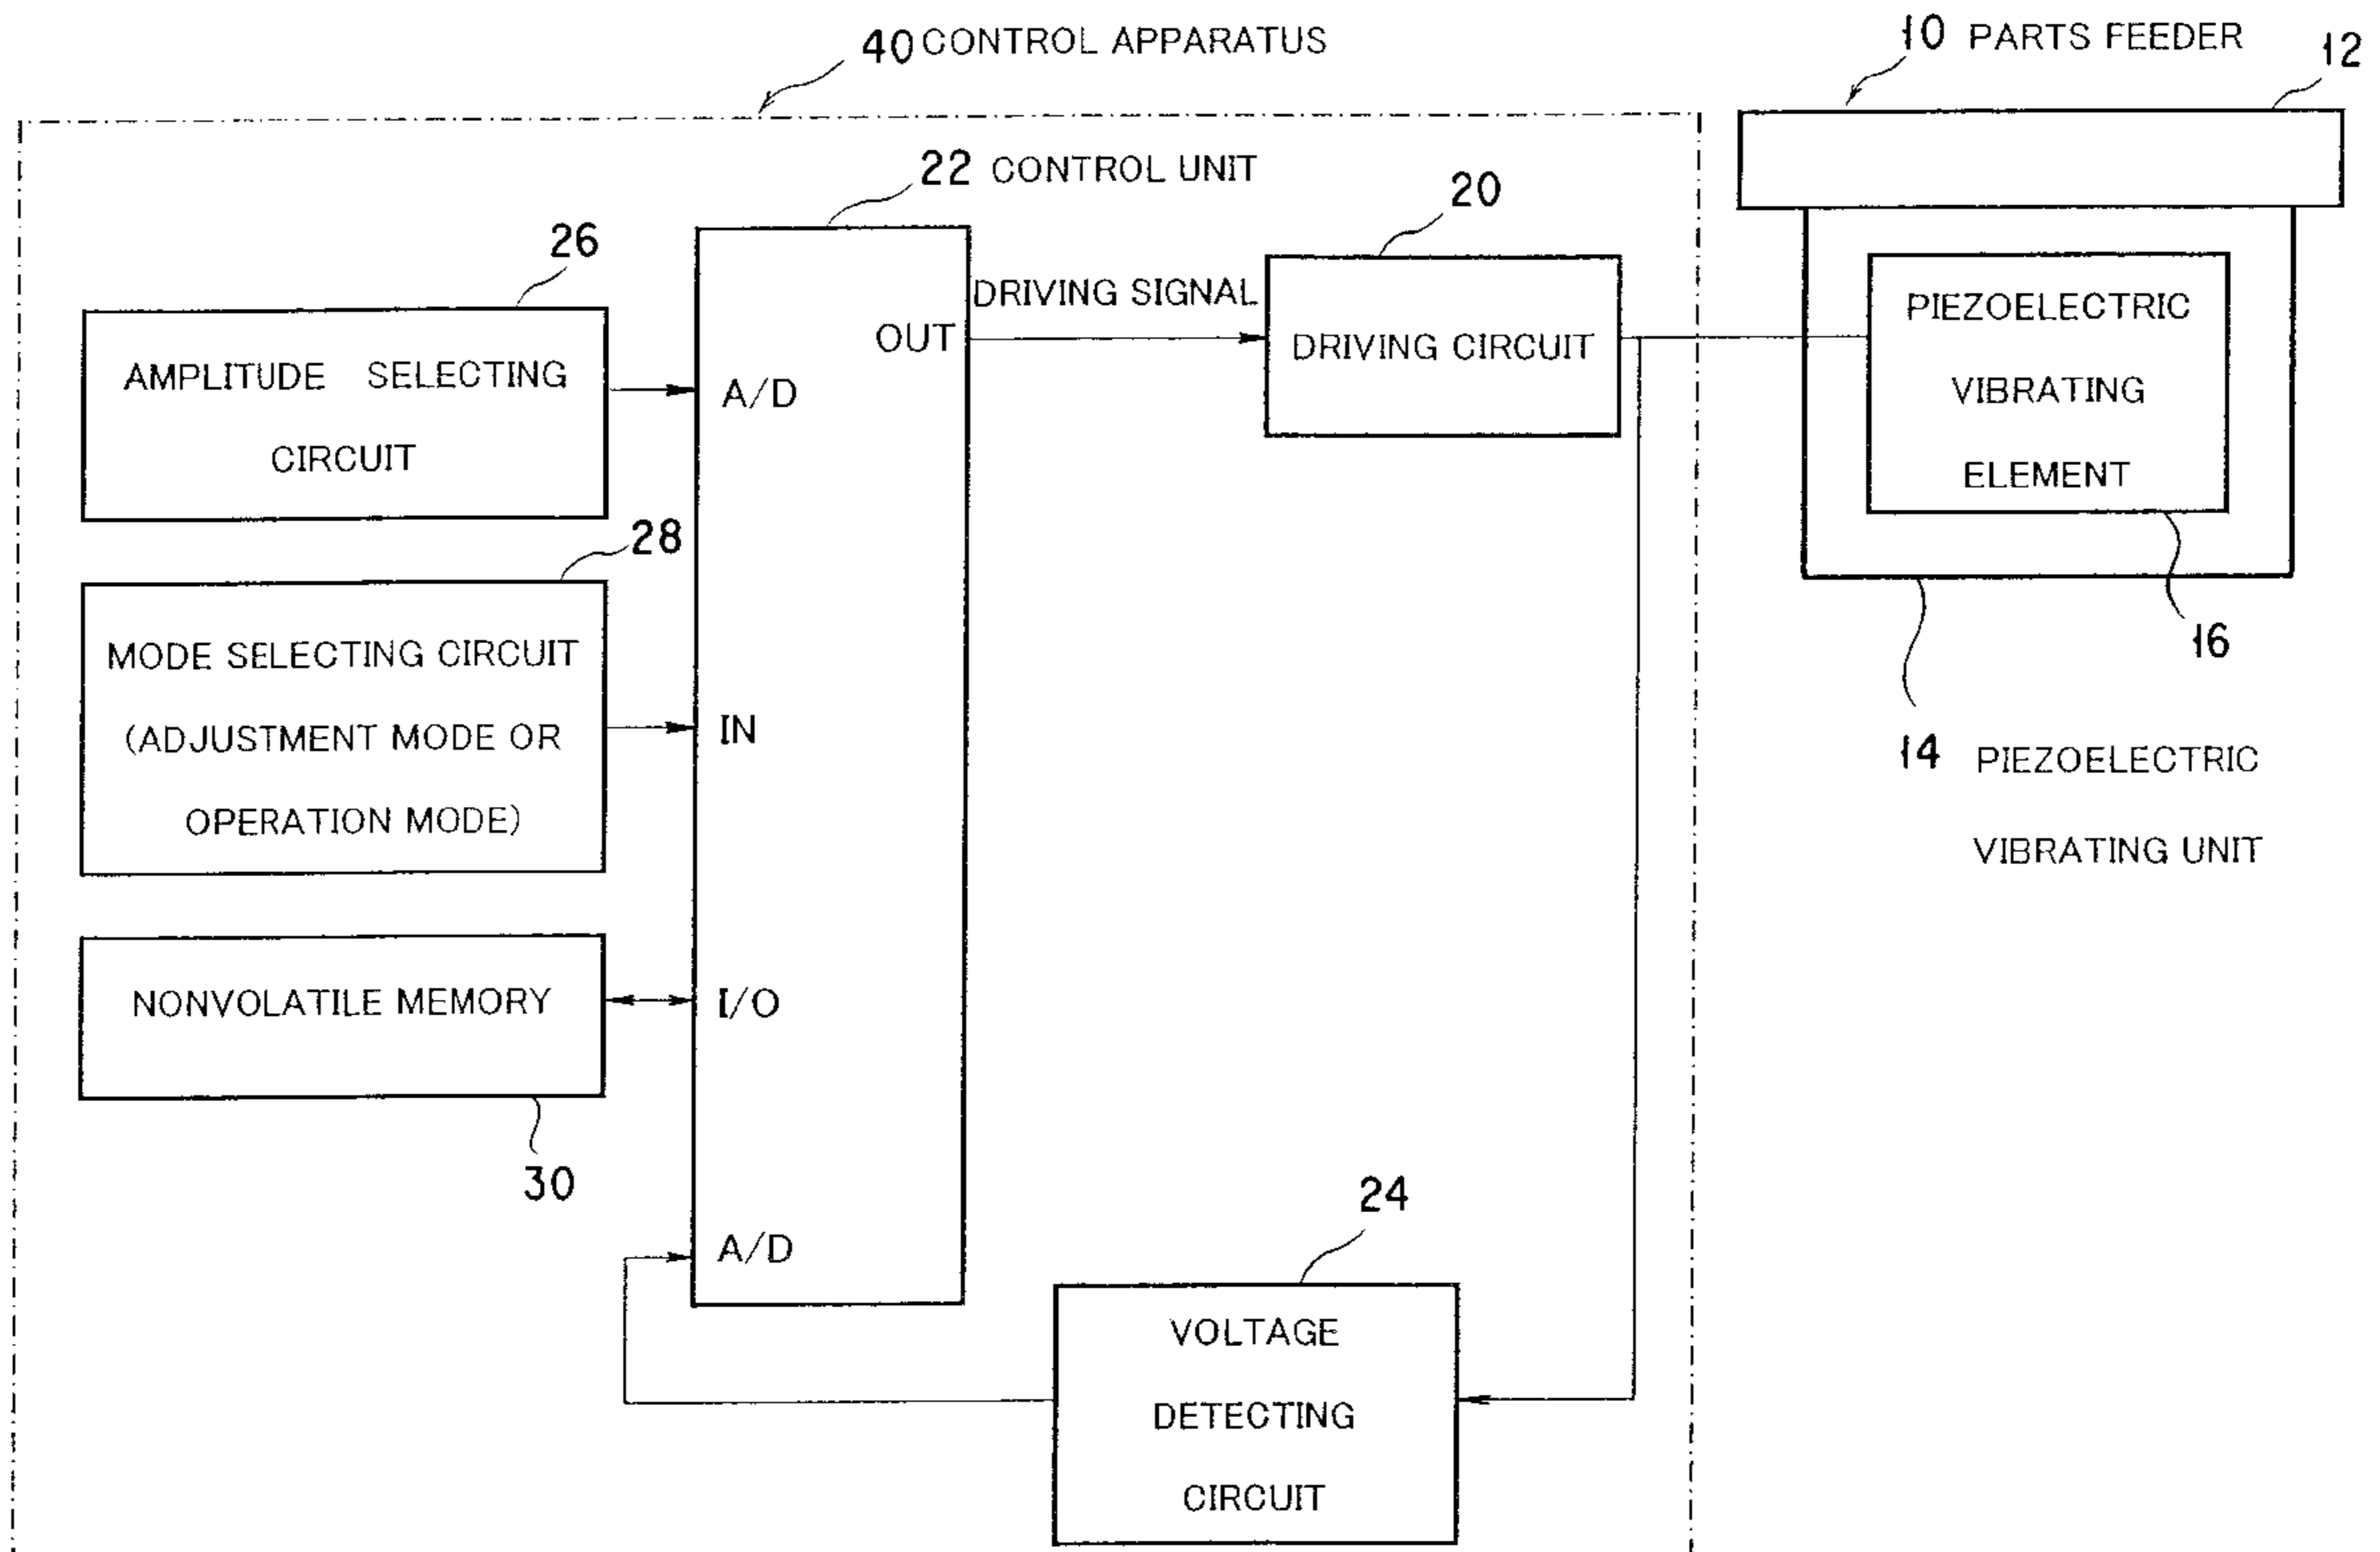 40 CONTROL APPARATUS
10 PARTS FEEDER
12
22 CONTROL UNIT
20
26
DRIVING SIGNAL
OUT
DRIVING CIRCUIT
PIEZOELECTRIC
VIBRATING
ELEMENT
AMPLITUDE SELECTING
CIRCUIT
A/D
28
MODE SELECTING CIRCUIT
(ADJUSTMENT MODE OR
OPERATION MODE)
IN
16
14 PIEZOELECTRIC
VIBRATING UNIT
NONVOLATILE MEMORY
I/O
30
24
A/D
VOLTAGE
DETECTING
CIRCUIT